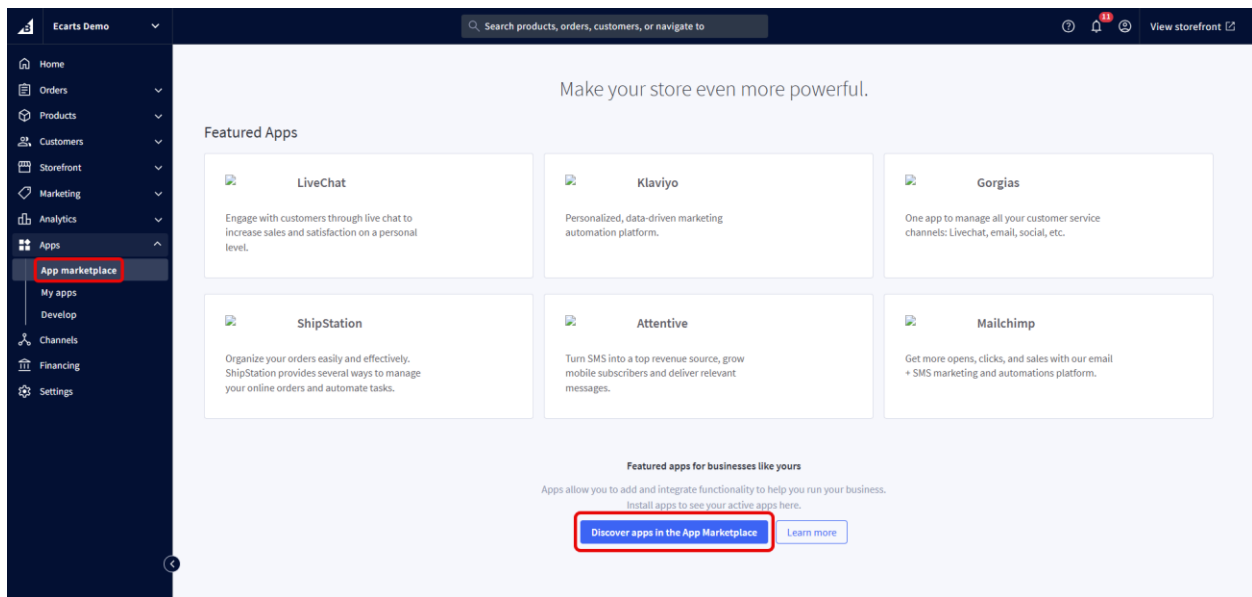 Ecarts Demo
Search products, orders, customers, or navigate to
11
View storefront
Home
Orders
Products
Customers
Storefront
Marketing
Analytics
Apps
App marketplace
My apps
Develop
Channels
Financing
Settings
Make your store even more powerful.
Featured Apps
LiveChat
Engage with customers through live chat to
increase sales and satisfaction on a personal
level.
Klaviyo
Personalized, data-driven marketing
automation platform.
Gorgias
One app to manage all your customer service
channels: Livechat, email, social, etc.
ShipStation
Organize your orders easily and effectively.
ShipStation provides several ways to manage
your online orders and automate tasks.
Attentive
Turn SMS into a top revenue source, grow
mobile subscribers and deliver relevant
messages.
Mailchimp
Get more opens, clicks, and sales with our email
+ SMS marketing and automations platform.
Featured apps for businesses like yours
Apps allow you to add and integrate functionality to help you run your business.
Install apps to see your active apps here.
Discover apps in the App Marketplace
Learn more